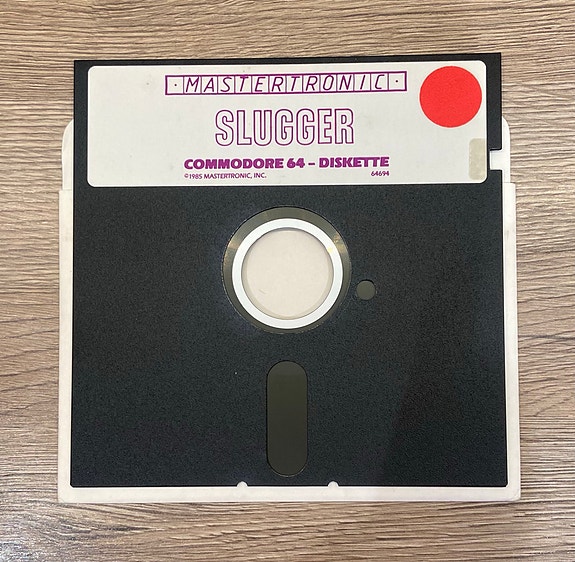 ·MASTERTRONIC·
SLUGGER
COMMODORE 64 – DISKETTE
©1985 MASTERTRONIC, INC. 64694